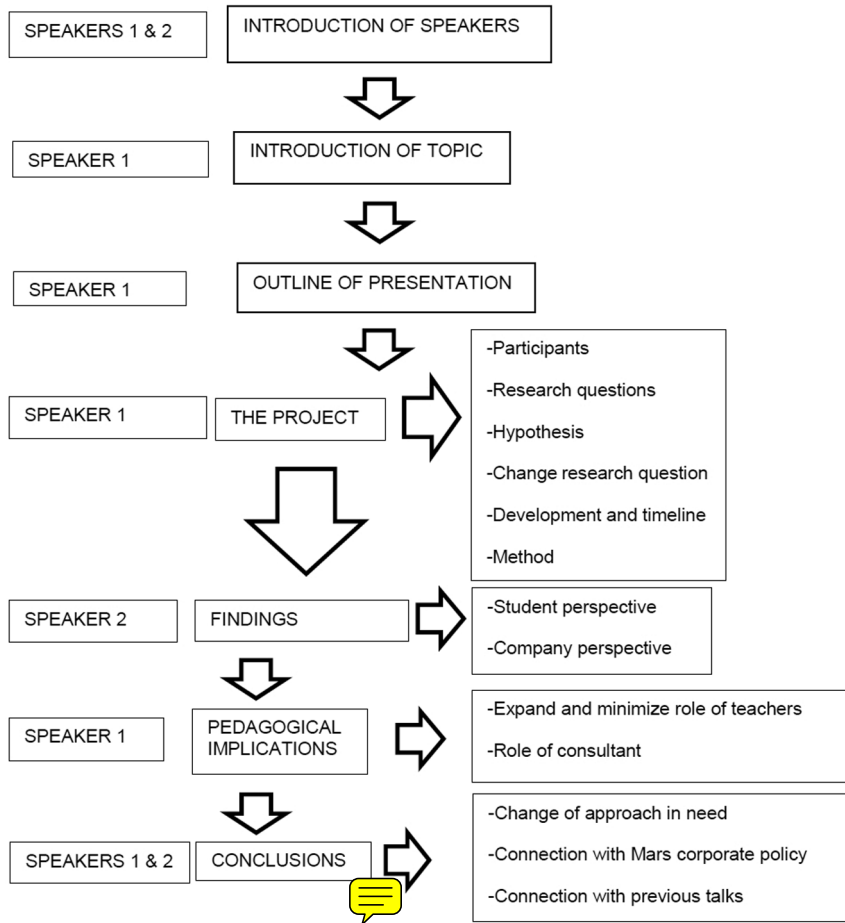 SPEAKERS 1 & 2
INTRODUCTION OF SPEAKERS
SPEAKER 1
INTRODUCTION OF TOPIC
SPEAKER 1
OUTLINE OF PRESENTATION
SPEAKER 1
THE PROJECT
-Participants
-Research questions
-Hypothesis
-Change research question
-Development and timeline
-Method
SPEAKER 2
FINDINGS
-Student perspective
-Company perspective
SPEAKER 1
PEDAGOGICAL
IMPLICATIONS
-Expand and minimize role of teachers
-Role of consultant
SPEAKERS 1 & 2
CONCLUSIONS
-Change of approach in need
-Connection with Mars corporate policy
-Connection with previous talks